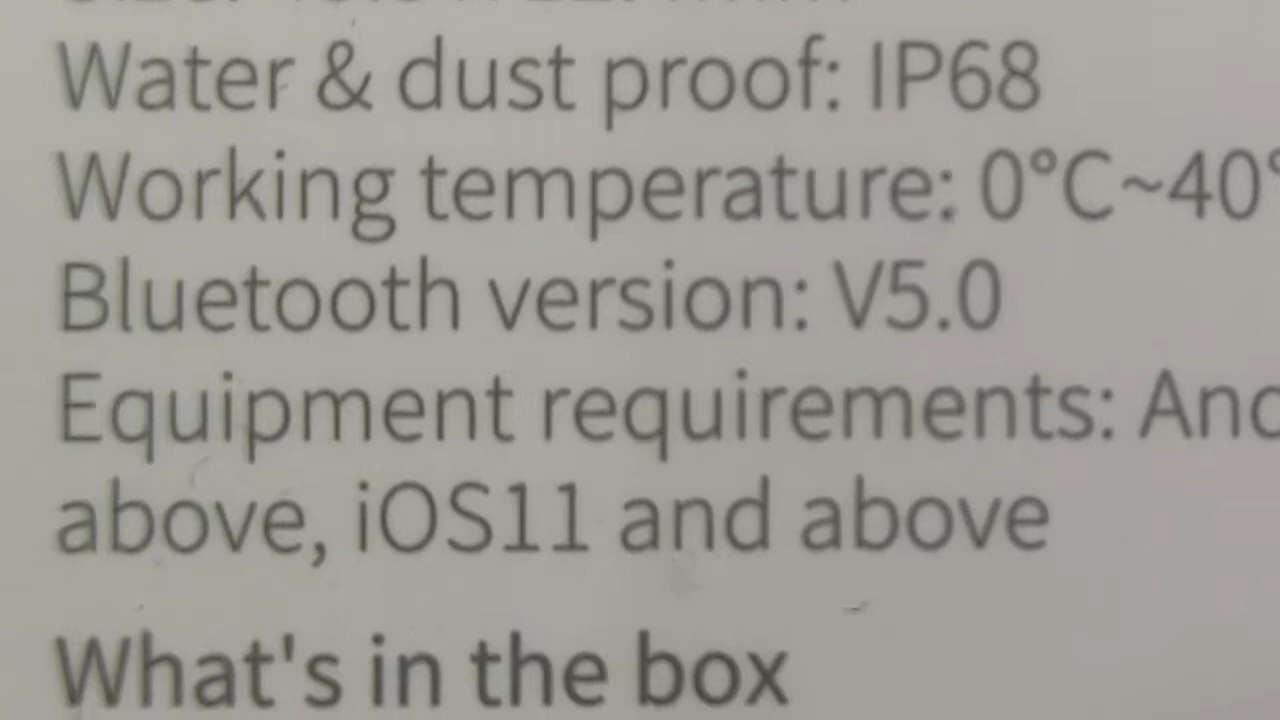 Water & dust proof: IP68
Working temperature: 0°C~40°
Bluetooth version: V5.0
Equipment requirements:
above, iOS11 and above
What's in the box